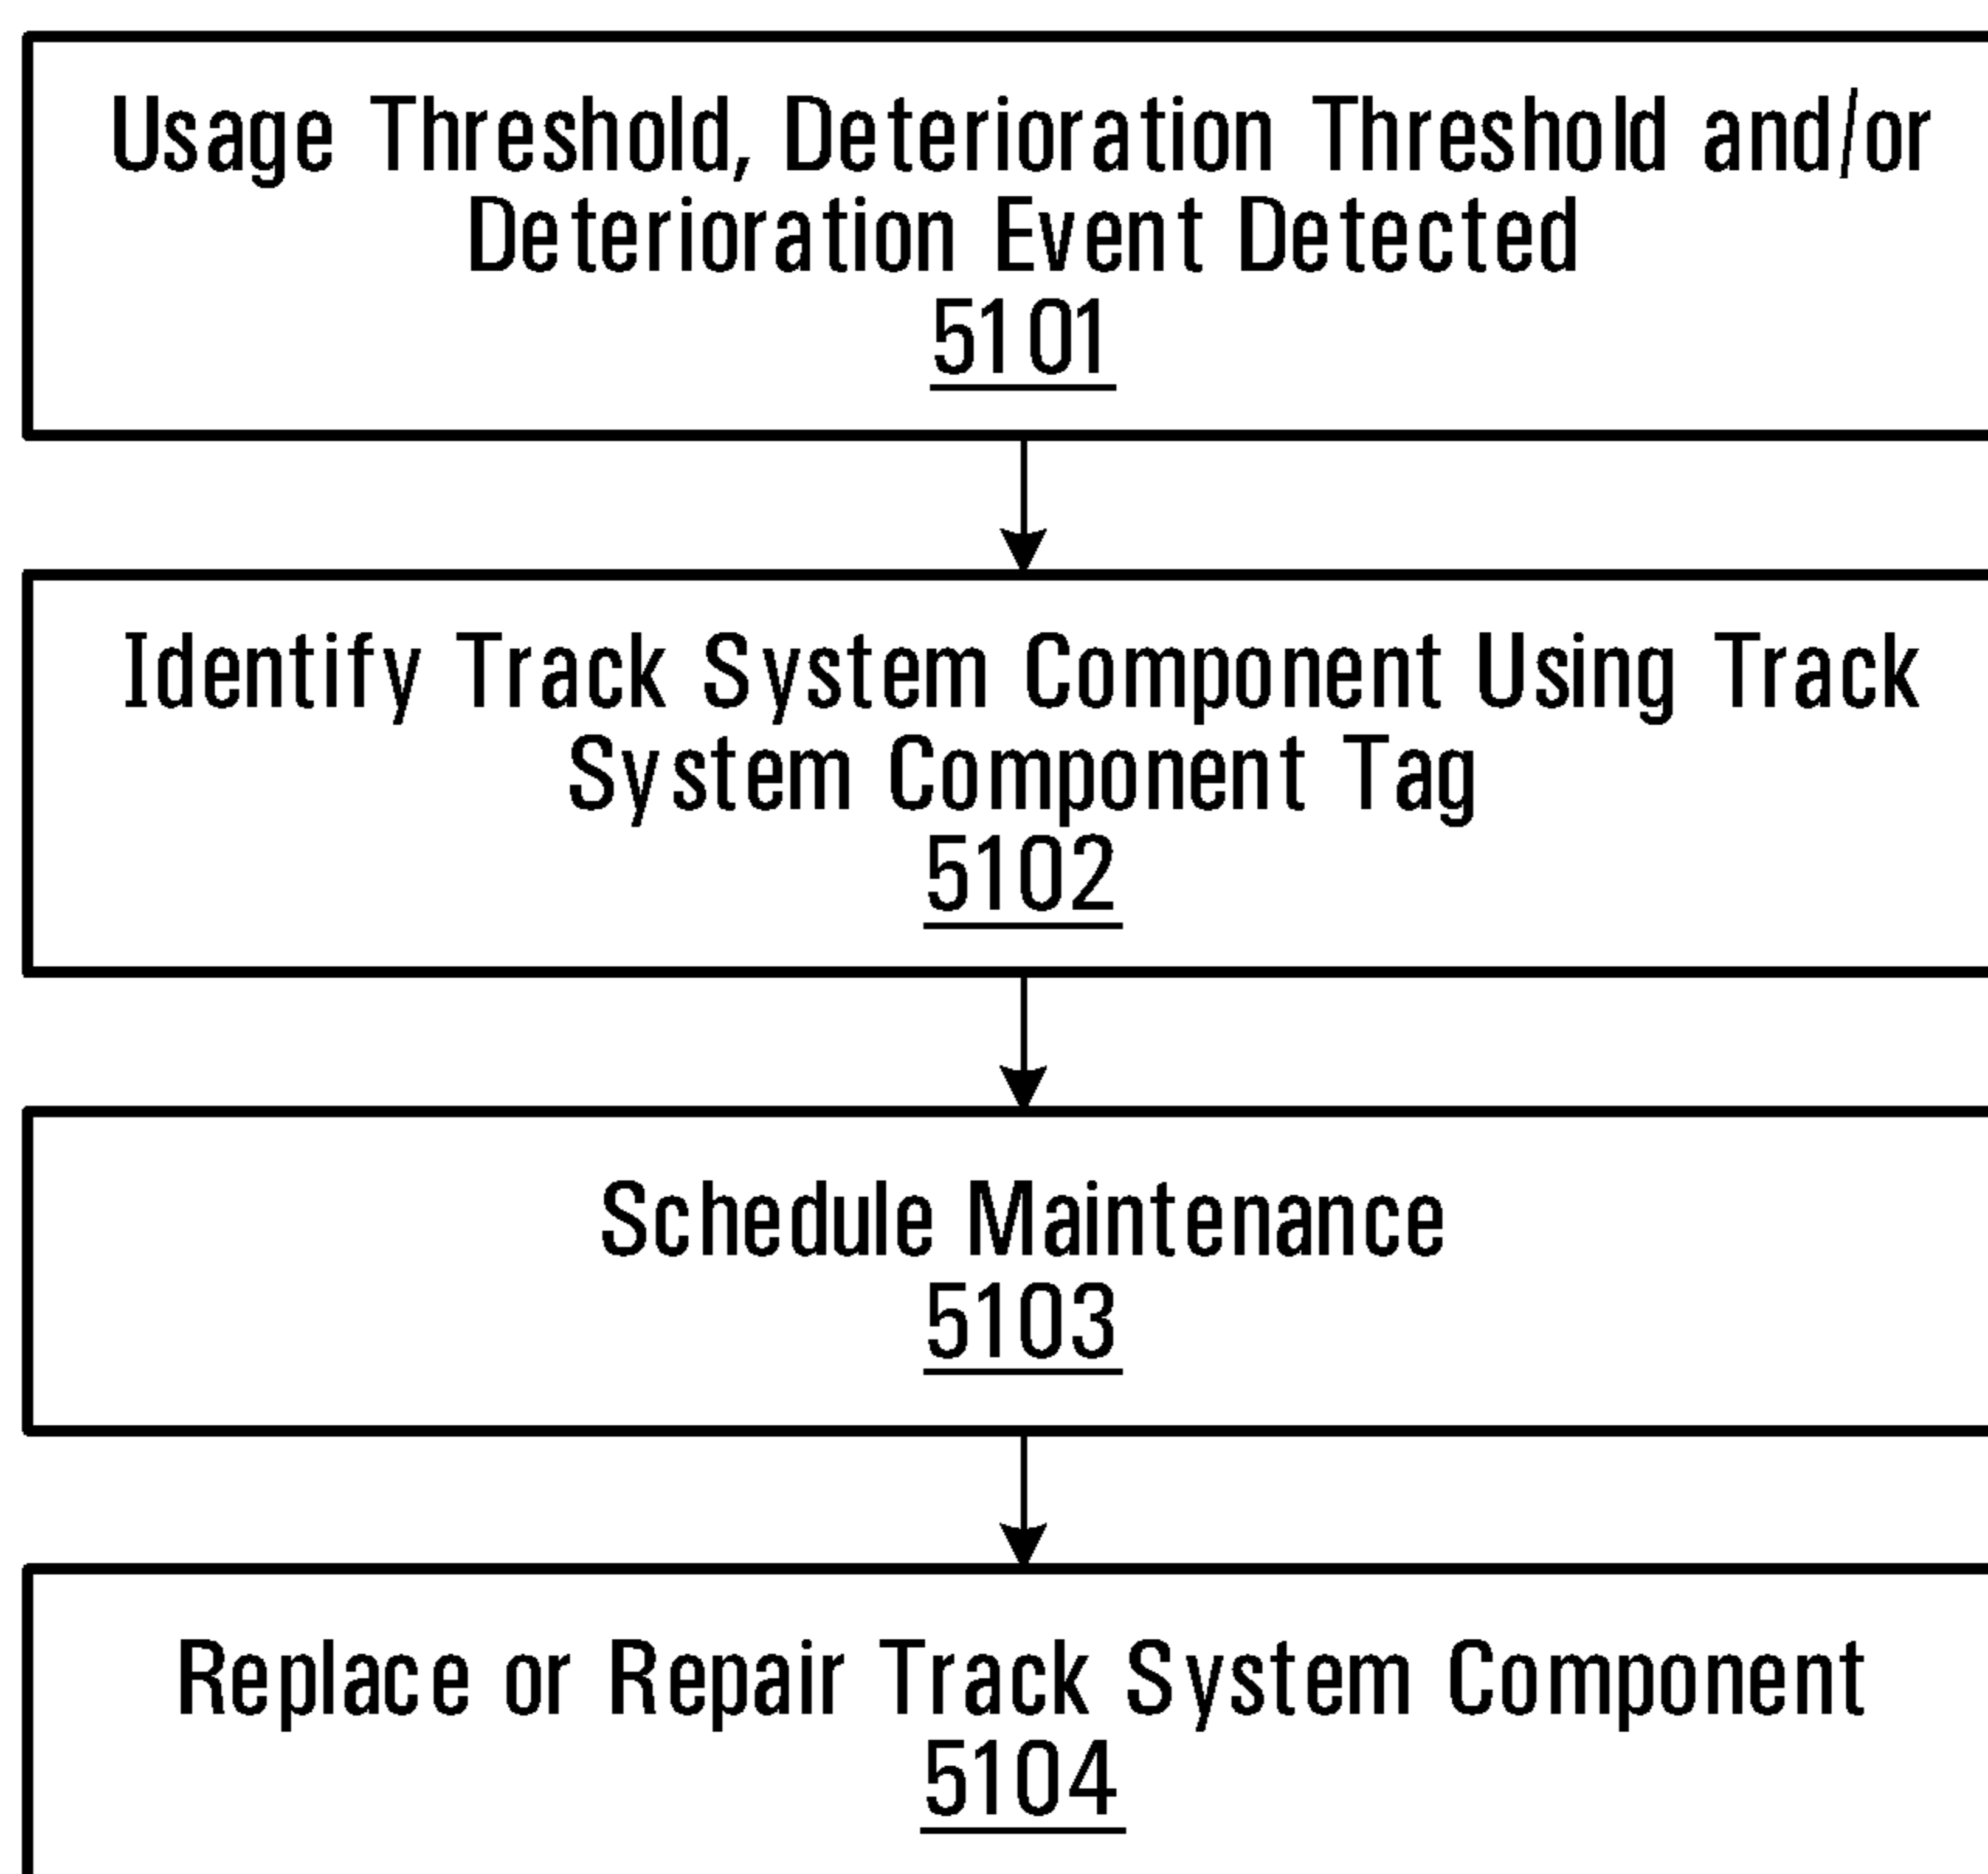 Usage Threshold, Deterioration Threshold and/or
Deterioration Event Detected
5101
Identify Track System Component Using Track
System Component Tag
5102
Schedule Maintenance
5103
Replace or Repair Track System Component
5104